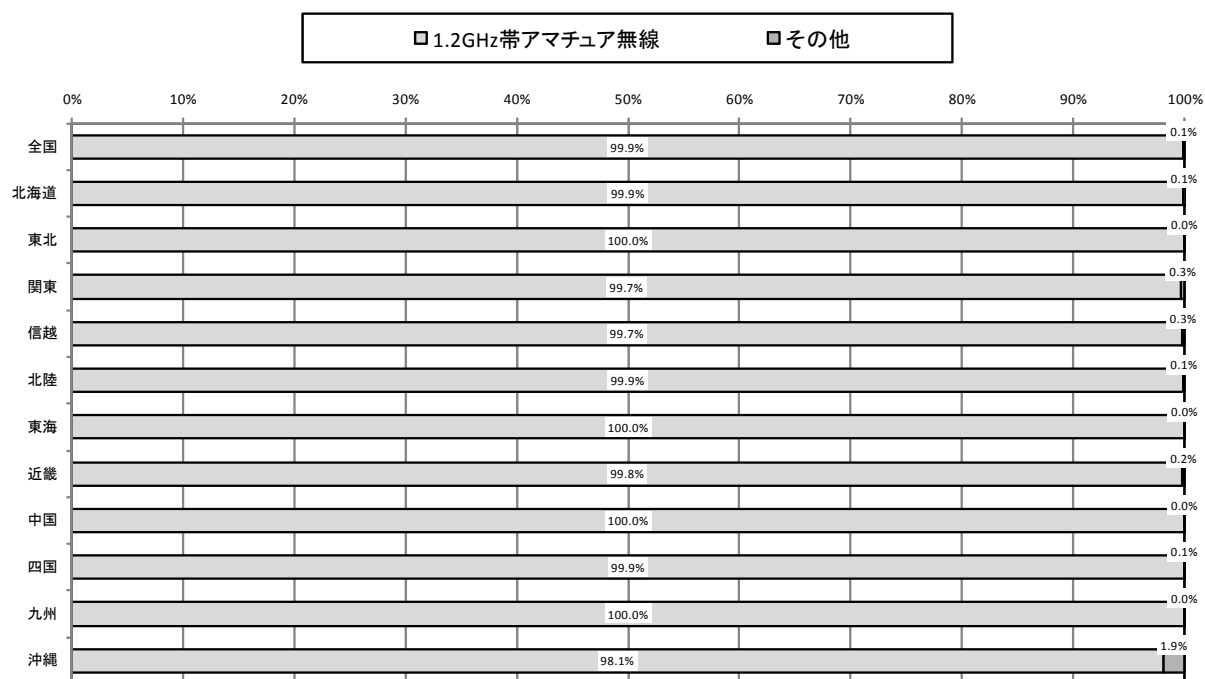 1.2GHz帯アマチュア無線 その他
0% 10% 20% 30% 40% 50% 60% 70% 80% 90% 100%
全国 99.9% 0.1%
北海道 99.9% 0.1%
東北 100.0% 0.0%
関東 99.7% 0.3%
信越 99.7% 0.3%
北陸 99.9% 0.1%
東海 100.0% 0.0%
近畿 99.8% 0.2%
中国 100.0% 0.0%
四国 99.9% 0.1%
九州 100.0% 0.0%
沖縄 98.1% 1.9%